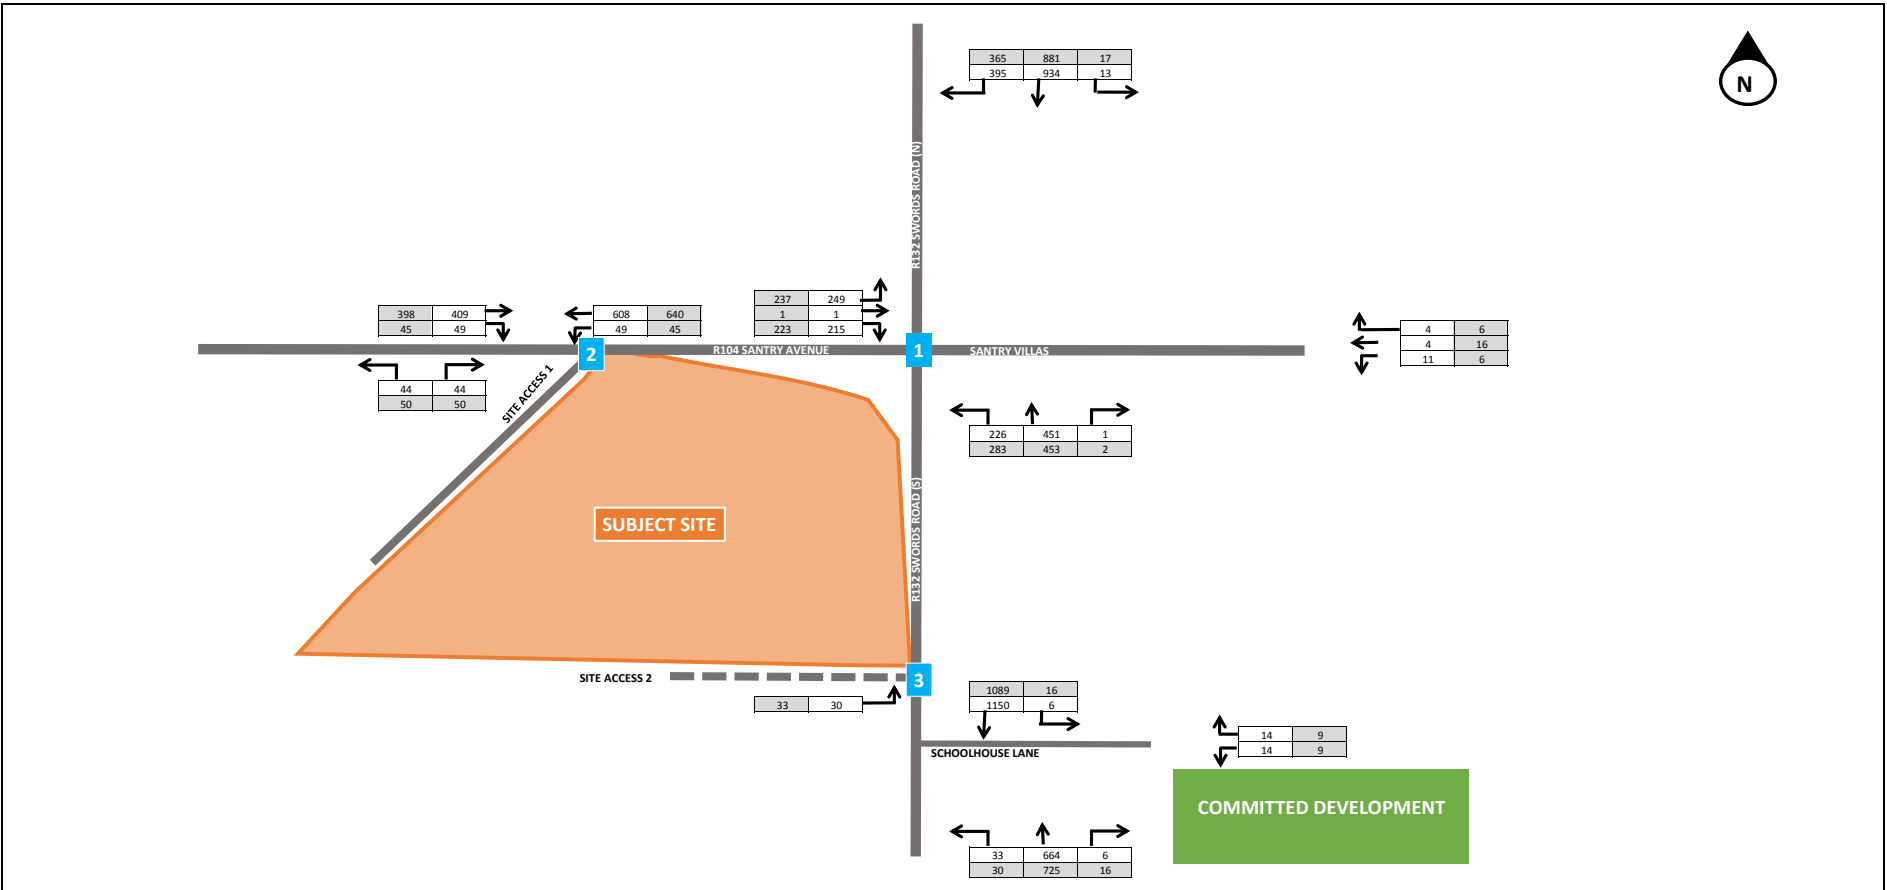 365 881 17
395 934 13
N
R132 SWORDS ROAD (N)
237 249
1 1
223 215
398 409
45 49
608 640
49 45
4 6
4 16
11 6
2
R104 SANTRY AVENUE
1
SANTRY VILLAS
44 44
50 50
SITE ACCESS 1
226 451 1
283 453 2
SUBJECT SITE
R132 SWORDS ROAD (S)
SITE ACCESS 2
3
33 30
1089 16
1150 6
14 9
14 9
SCHOOLHOUSE LANE
COMMITTED DEVELOPMENT
33 664 6
30 725 16